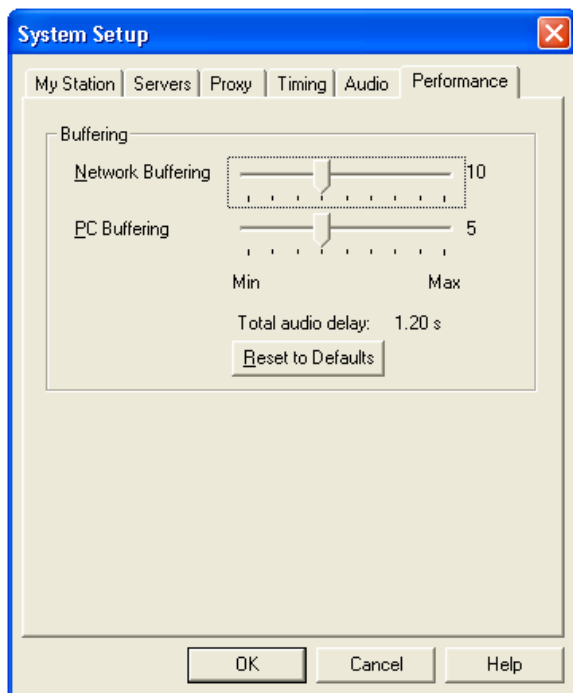 System Setup
My Station Servers Proxy Timing Audio Performance
Buffering
Network Buffering 10
PC Buffering 5
Min Max
Total audio delay: 1.20 s
Reset to Defaults
OK Cancel Help